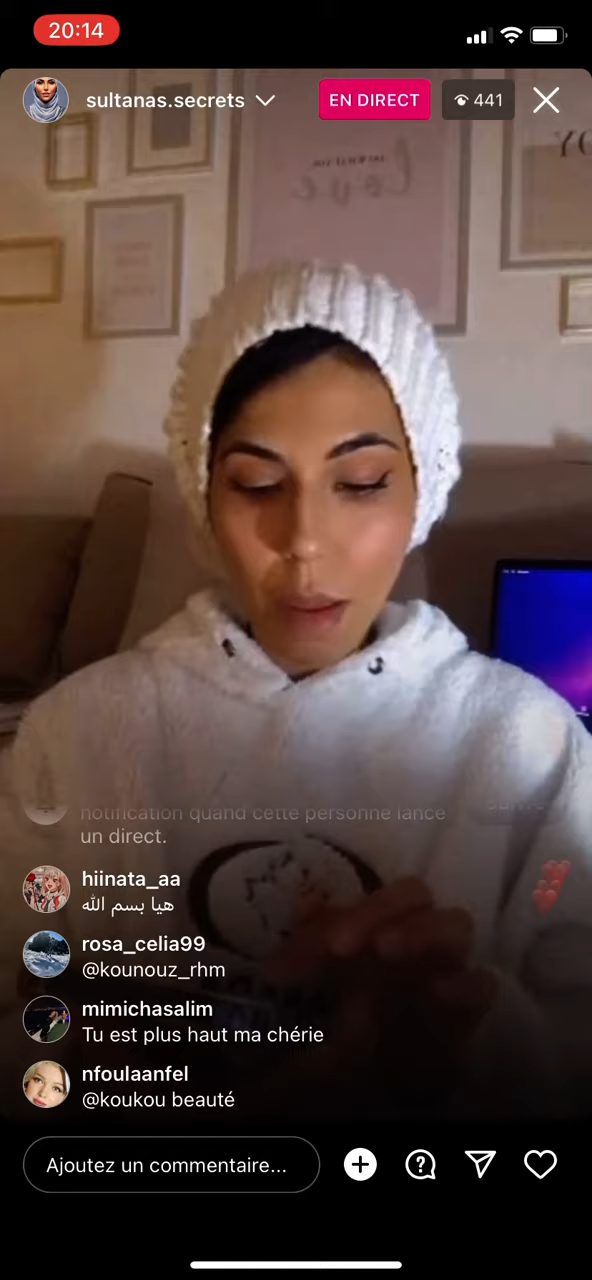 20:14
sultanas.secrets
EN DIRECT
441
notification quand cette personne lance
un direct.
hiinata_aa
هيا بسم الله
rosa_celia99
@kounouz_rhm
mimichasalim
Tu est plus haut ma chérie
nfoulaanfel
@koukou beauté
Ajoutez un commentaire...